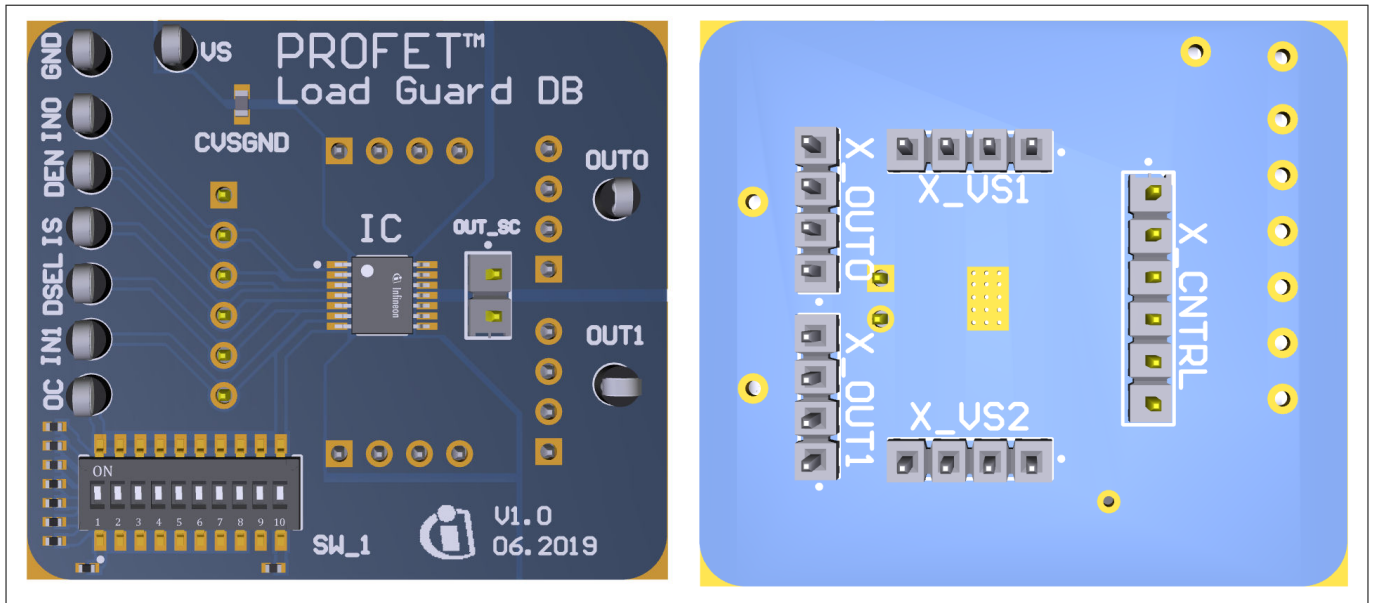 GND
IN0
DEN
IS
DSEL
IN1
OC
VS
PROFET™
Load Guard DB
CVSGND
OUT0
IC
OUT_SC
Infineon
OUT1
ON
1 2 3 4 5 6 7 8 9 10
SW_1
V1.0
06.2019
X_OUT0
X_VS1
X_CNTRL
X_OUT1
X_VS2